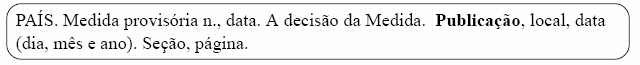 PAÍS. Medida provisória n., data. A decisão da Medida.  Publicação, local, data
(dia, mês e ano). Seção, página.